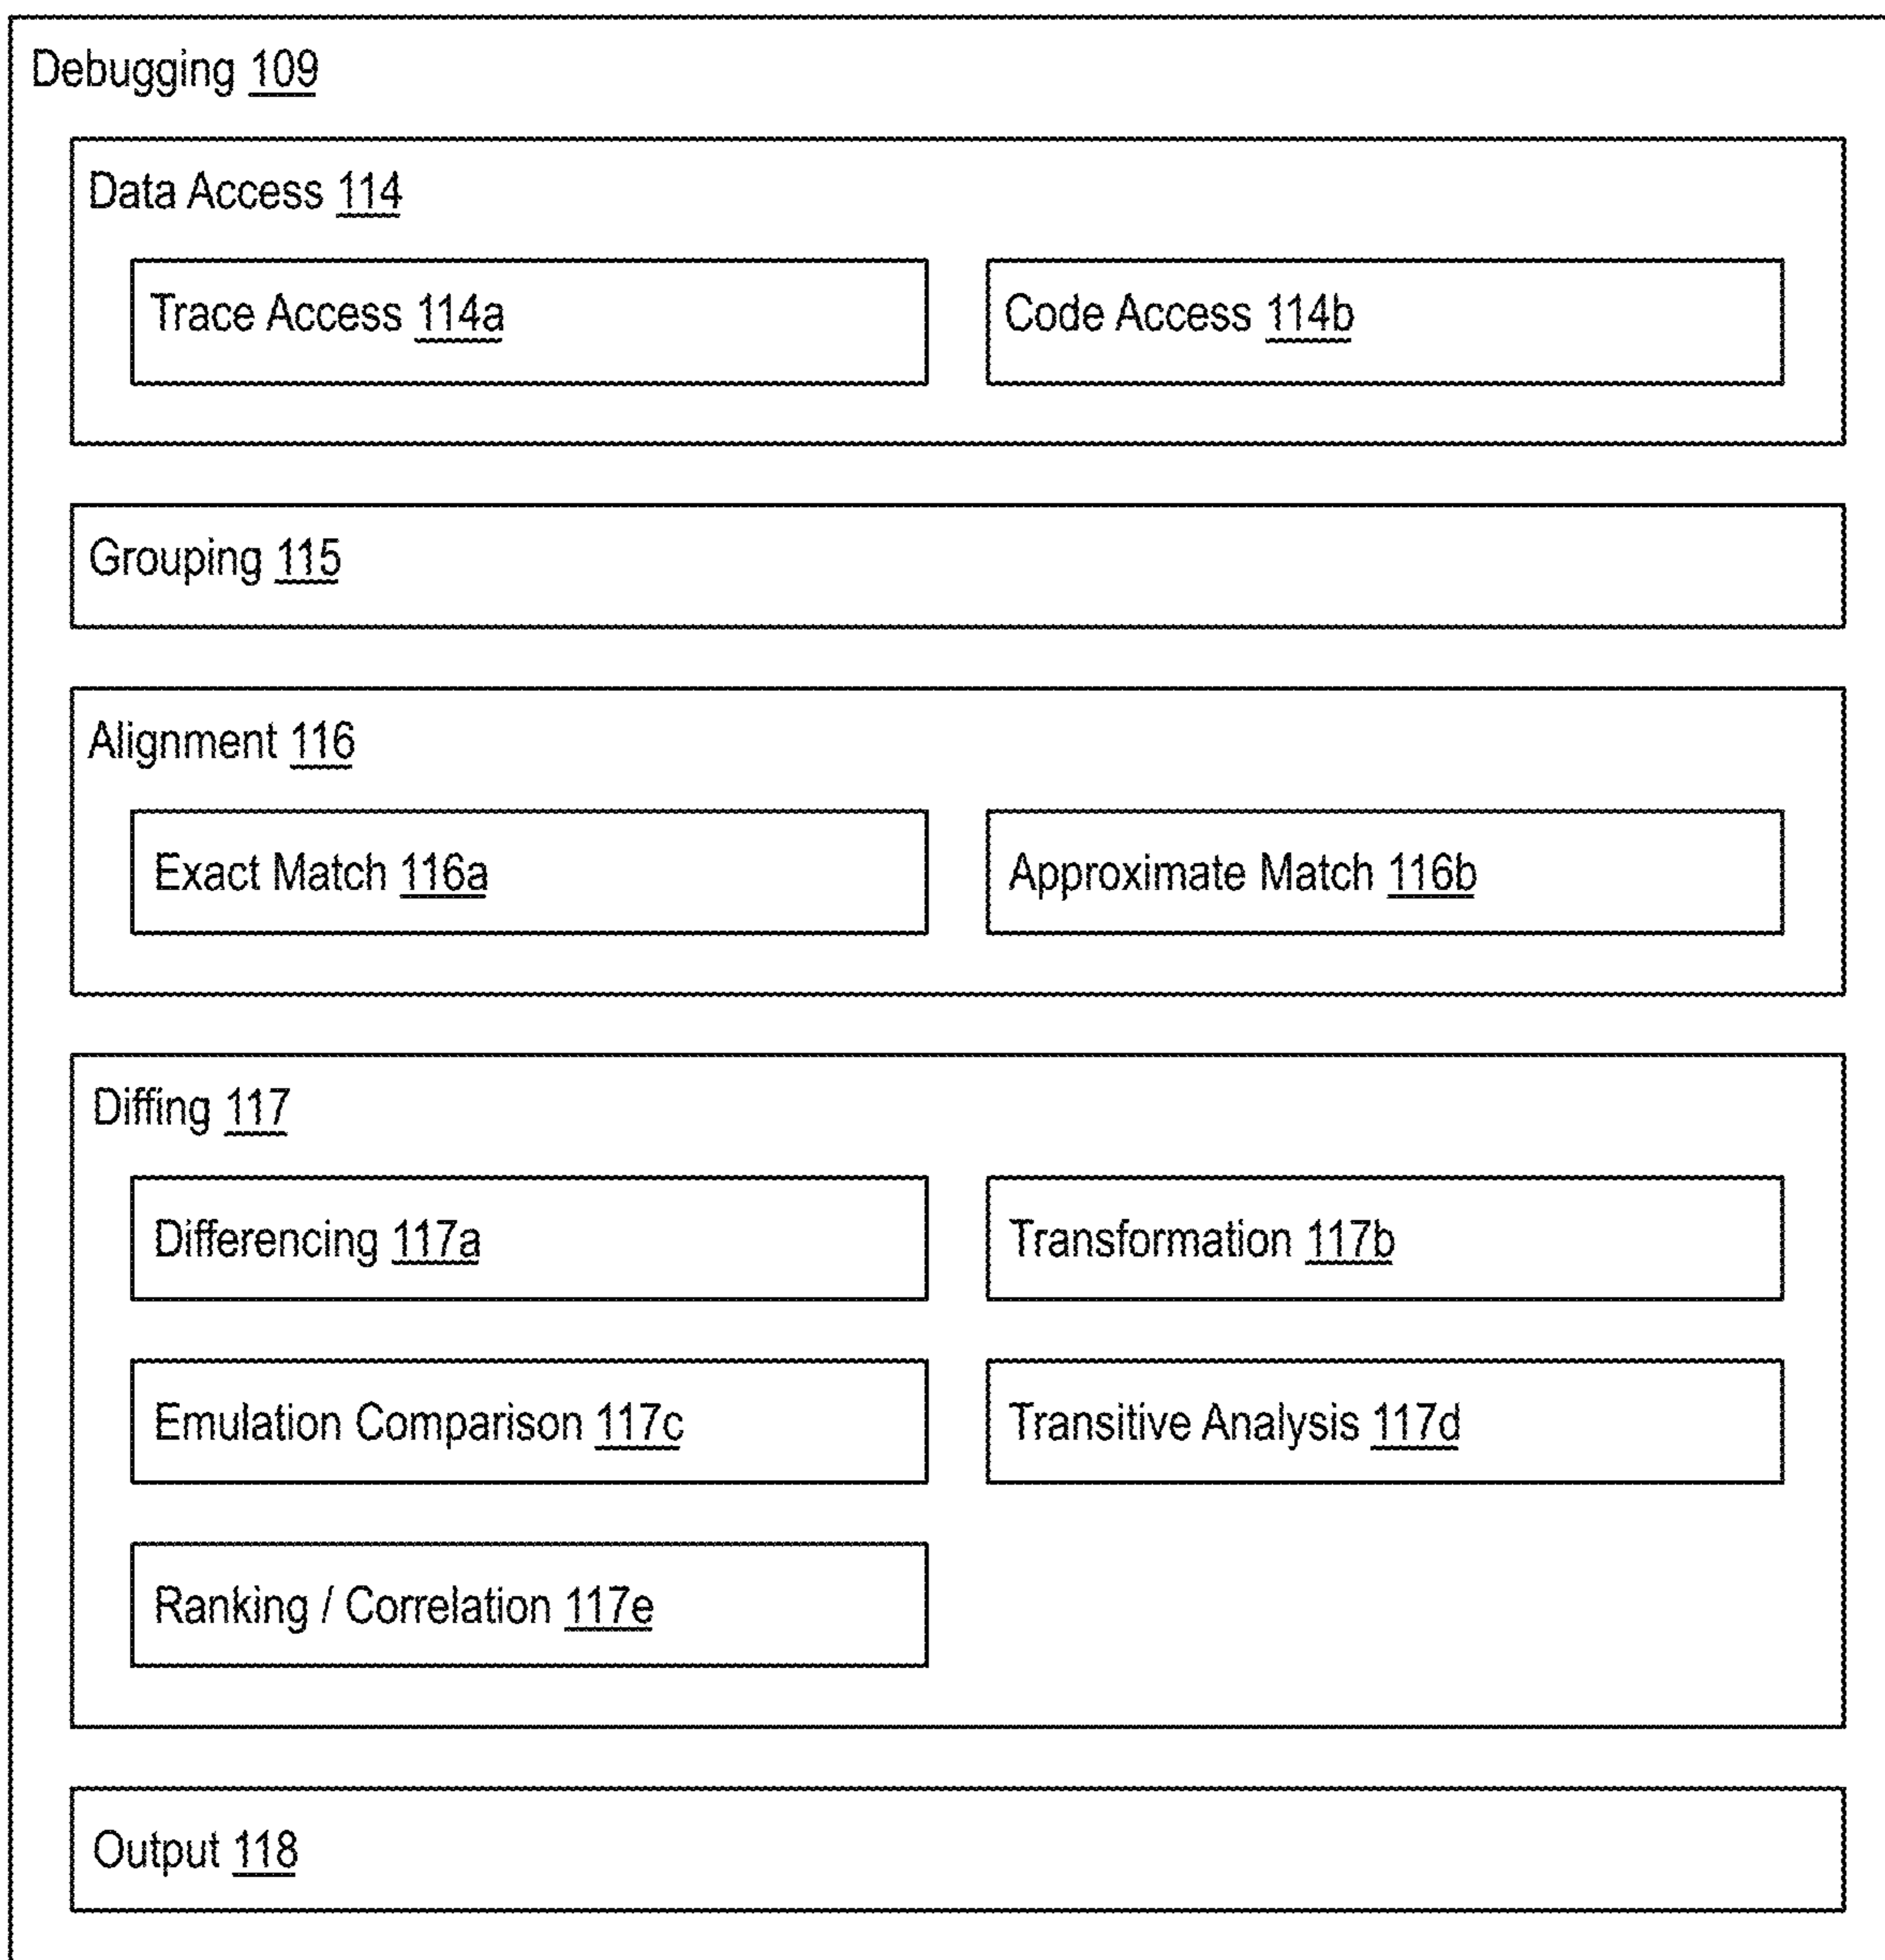 Debugging 109
Data Access 114
Trace Access 114a
Code Access 114b
Grouping 115
Alignment 116
Exact Match 116a
Approximate Match 116b
Diffing 117
Differencing 117a
Transformation 117b
Emulation Comparison 117c
Transitive Analysis 117d
Ranking / Correlation 117e
Output 118